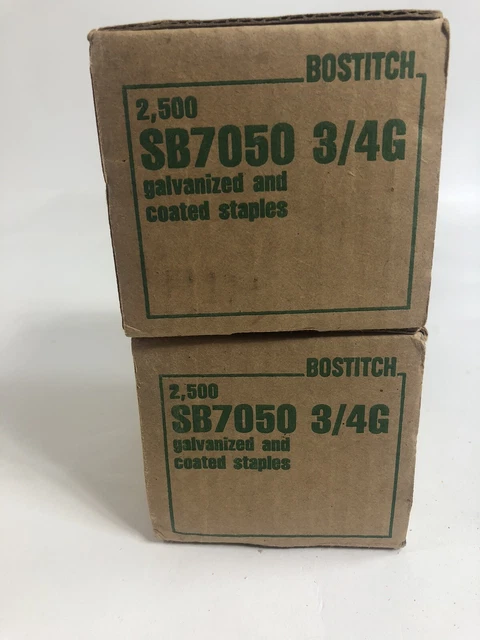 BOSTITCH
2,500
SB7050 3/4G
galvanized and
coated staples
BOSTITCH
2,500
SB7050 3/4G
galvanized and
coated staples